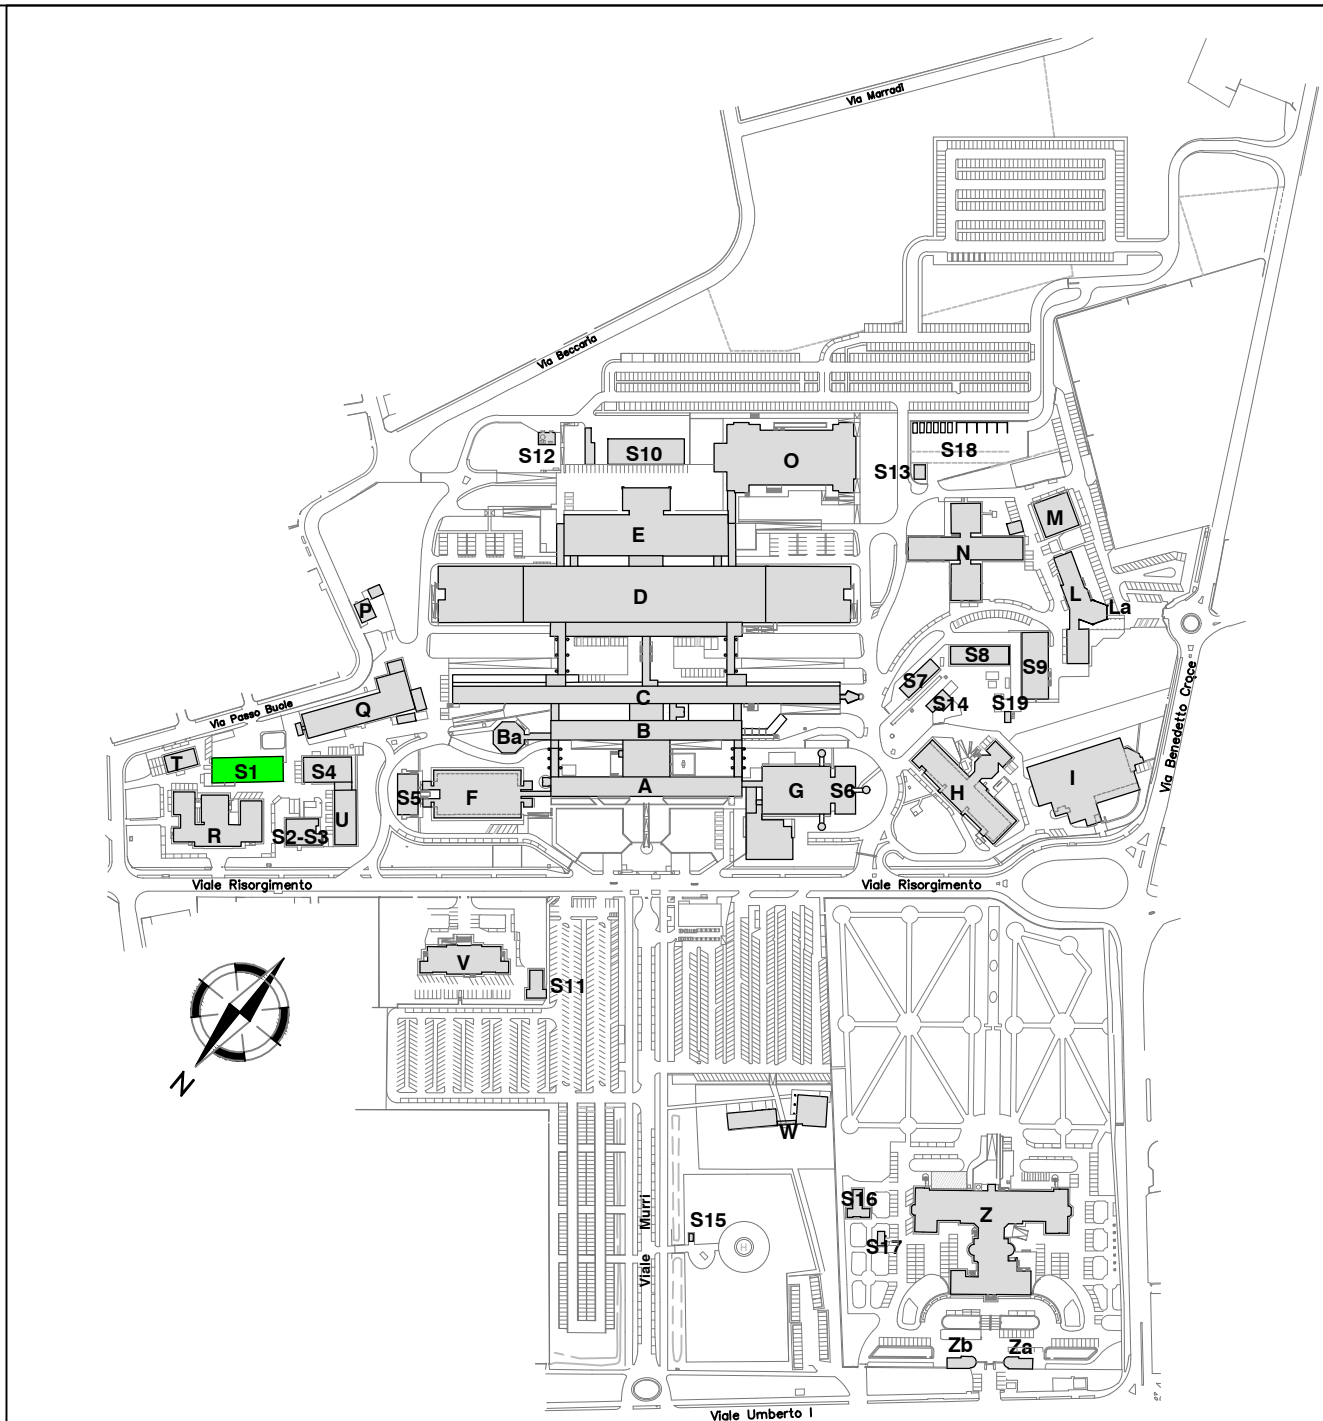 Via Marradi
Via Beccaria
S12
S10
O
S13
S18
E
N
M
D
P
L
La
S8
S9
S7
C
S14
S19
Via Passo Buole
Q
Ba
B
Via Benedetto Croce
T
S1
S4
S5
F
A
G
S6
H
I
R
S2-S3
U
Viale Risorgimento
Viale Risorgimento
V
S11
N
W
S16
S15
Viale Murri
H
Z
S17
Zb
Za
Viale Umberto I